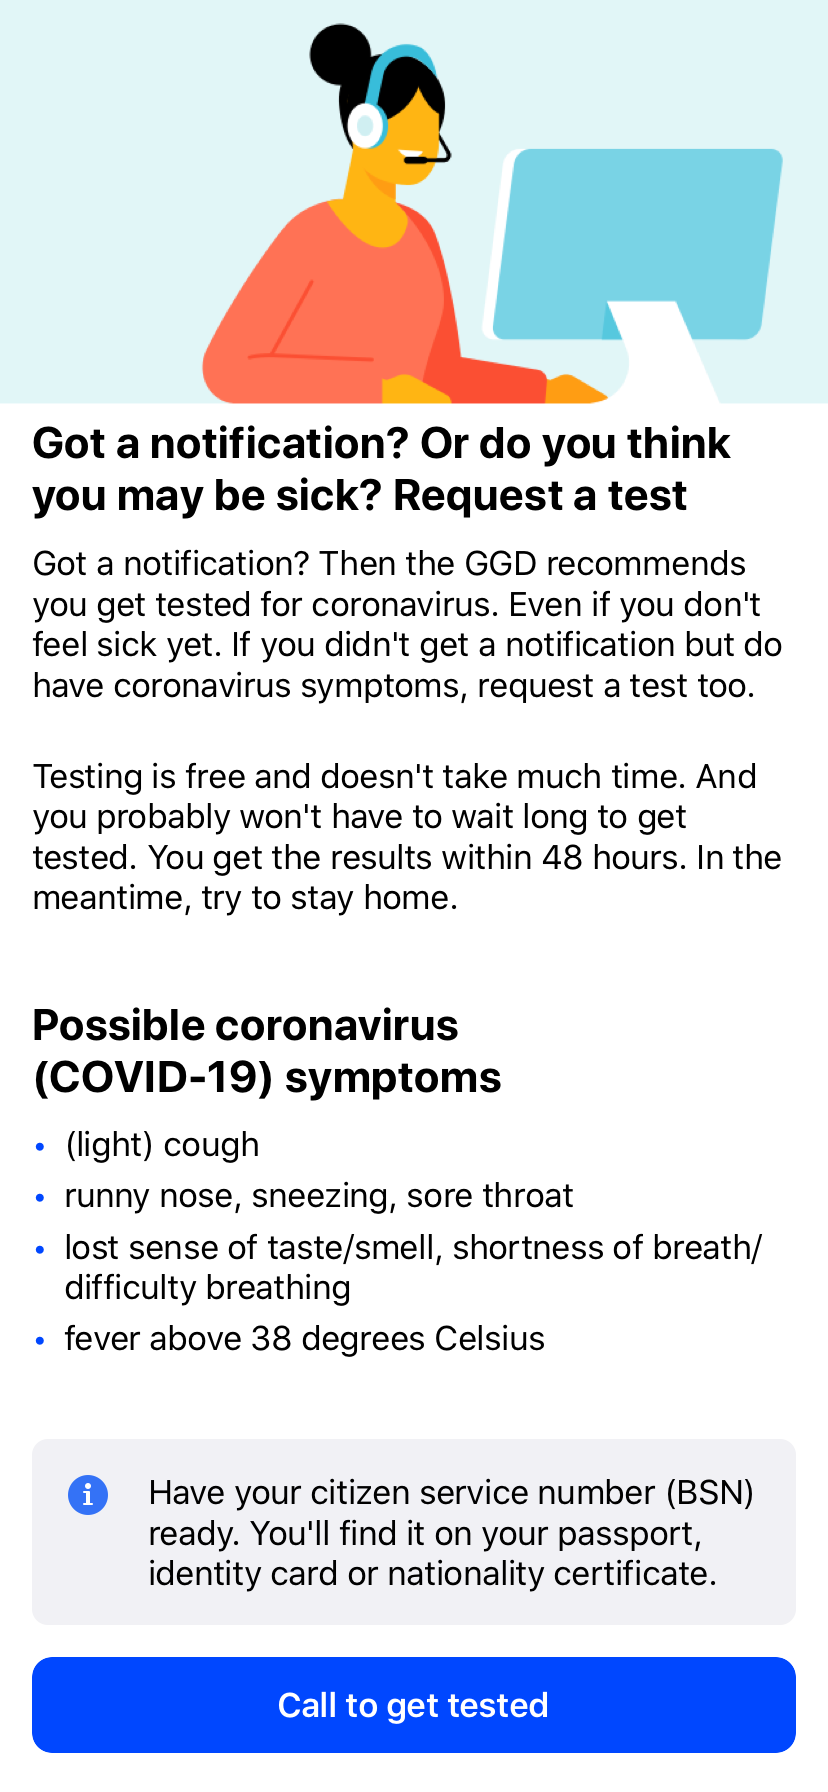 Got a notification? Or do you think
you may be sick? Request a test
Got a notification? Then the GGD recommends
you get tested for coronavirus. Even if you don't
feel sick yet. If you didn't get a notification but do
have coronavirus symptoms, request a test too.
Testing is free and doesn't take much time. And
you probably won't have to wait long to get
tested. You get the results within 48 hours. In the
meantime, try to stay home.
Possible coronavirus
(COVID-19) symptoms
• (light) cough
• runny nose, sneezing, sore throat
• lost sense of taste/smell, shortness of breath/
difficulty breathing
• fever above 38 degrees Celsius
Have your citizen service number (BSN)
ready. You'll find it on your passport,
identity card or nationality certificate.
Call to get tested